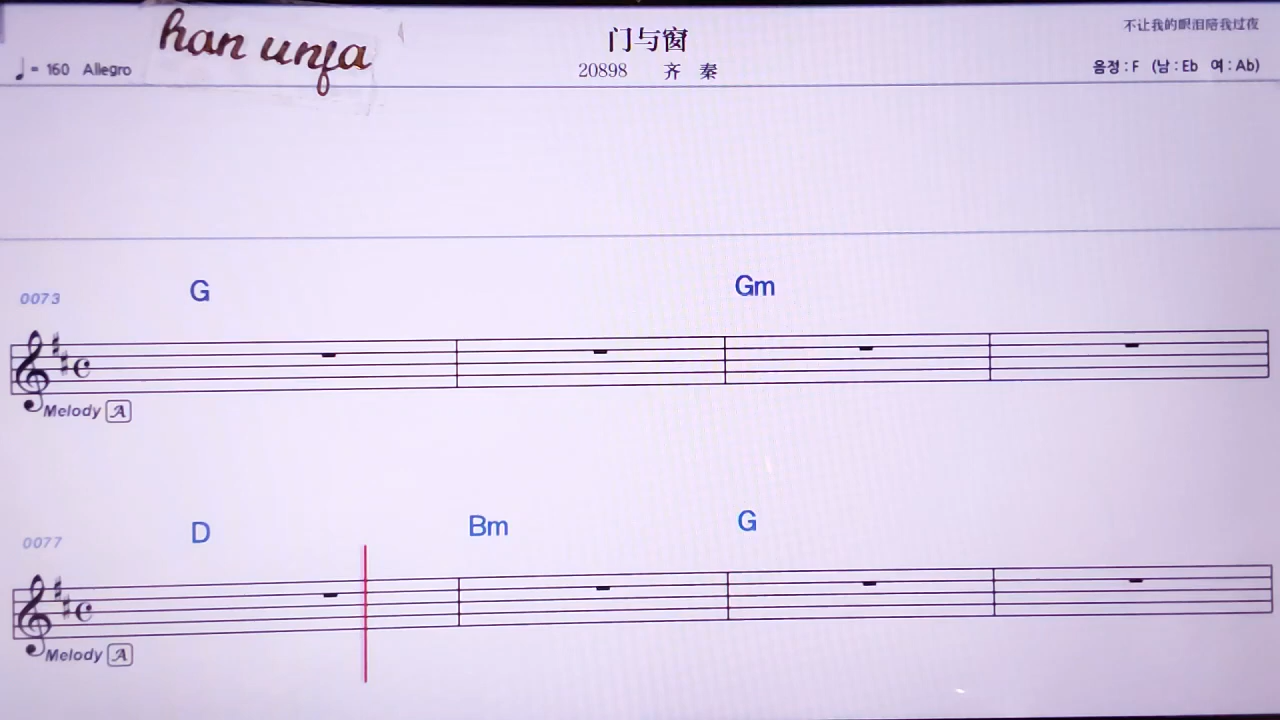 han unfa
门与窗
不让我的眼泪陪我过夜
♩= 160 Allegro
20898 齐 秦
음정 : F (남 : Eb 여 : Ab)
0073 G Gm
Melody A
0077 D Bm G
Melody A